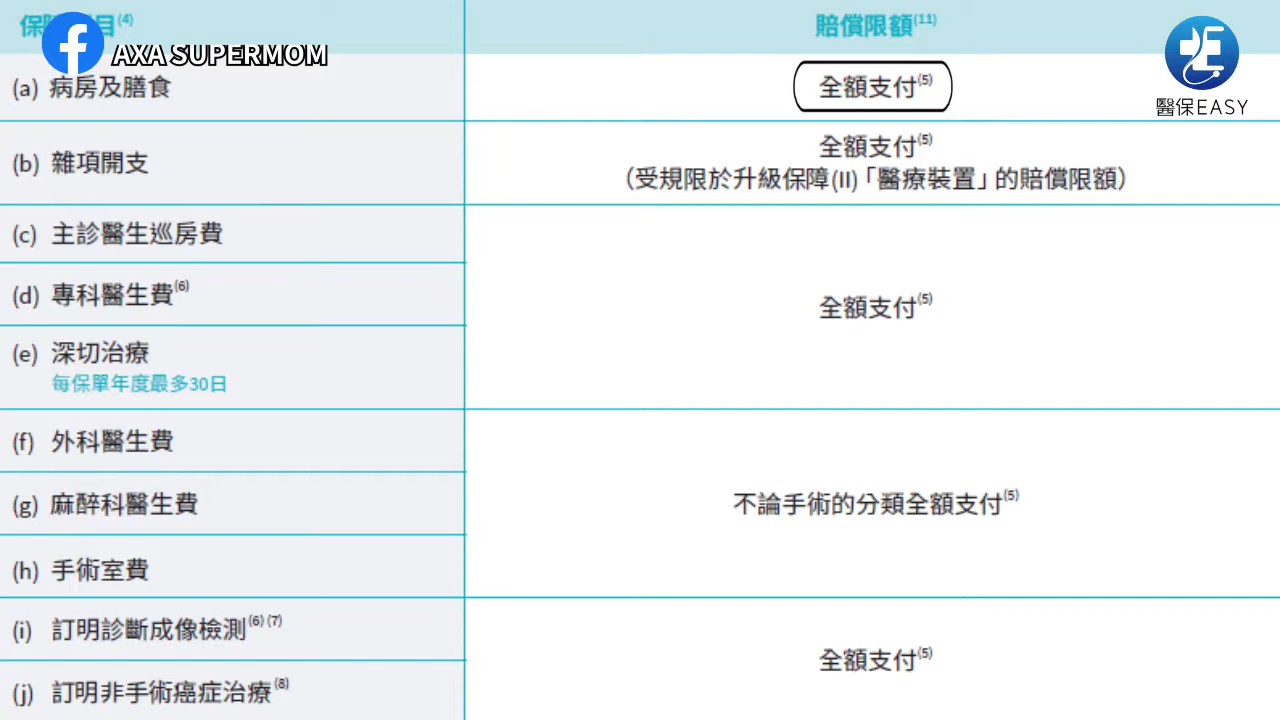 保 目(4)
賠償限額(11)
f AXA SUPERMOM
醫保EASY
(a) 病房及膳食
全額支付(5)
(b) 雜項開支
全額支付(5)
(受規限於升級保障(II)「醫療裝置」的賠償限額)
(c) 主診醫生巡房費
(d) 專科醫生費(6)
(e) 深切治療
每保單年度最多30日
全額支付(5)
(f) 外科醫生費
(g) 麻醉科醫生費
(h) 手術室費
不論手術的分類全額支付(5)
(i) 訂明診斷成像檢測(6)(7)
(j) 訂明非手術癌症治療(8)
全額支付(5)